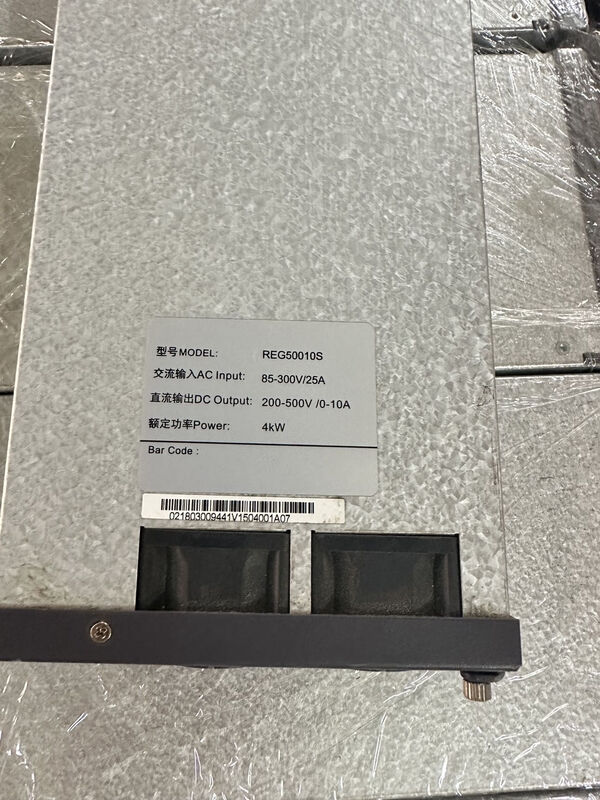 型号MODEL: REG50010S
交流输入AC Input: 85-300V/25A
直流输出DC Output: 200-500V /0-10A
额定功率Power: 4kW
Bar Code :
021803009441V1504001A07